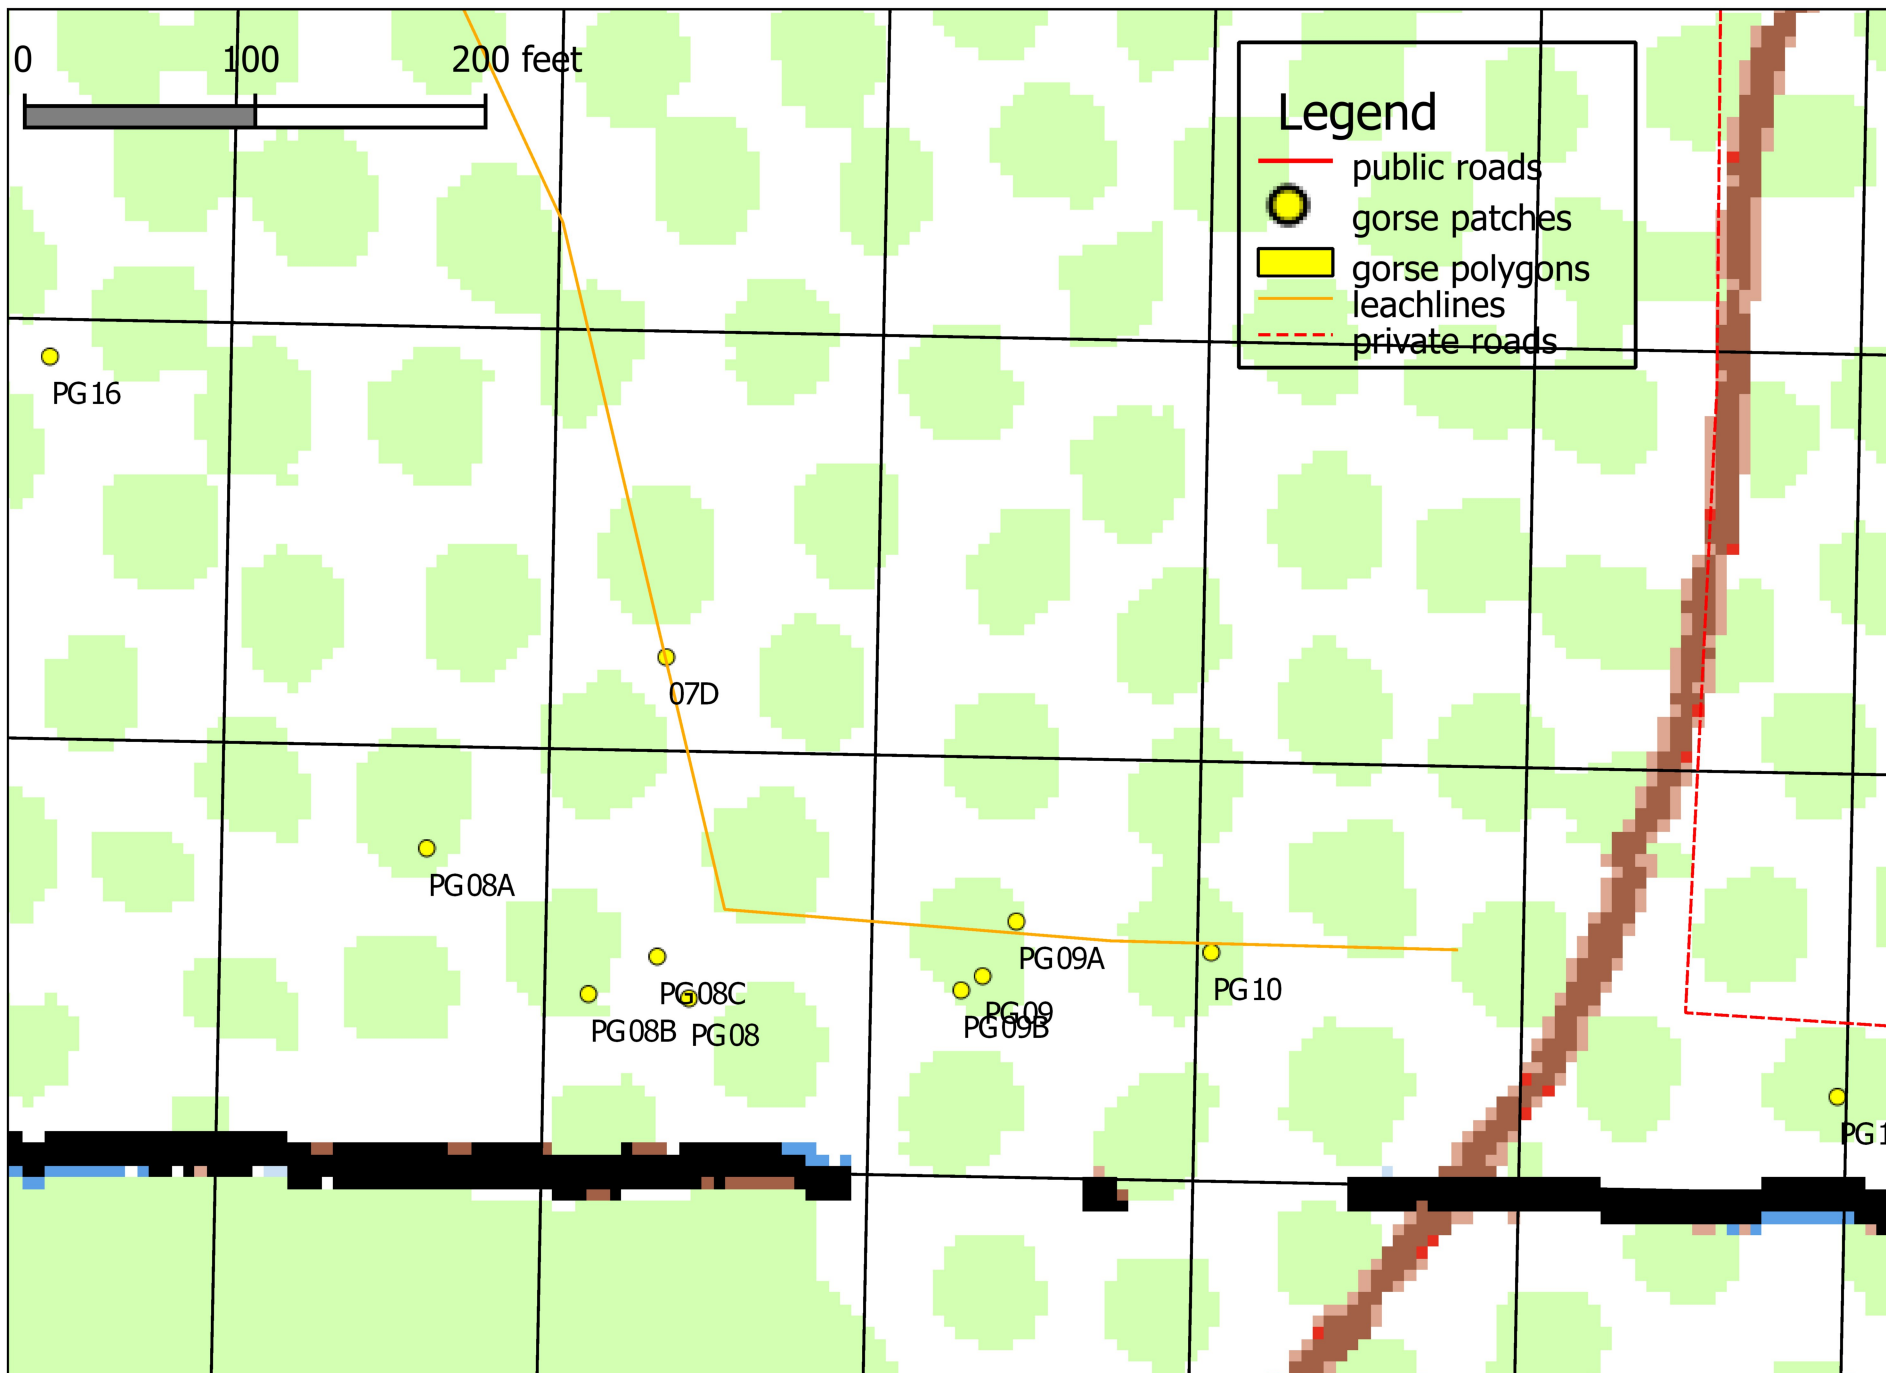 0 100 200 feet
Legend
public roads
gorse patches
gorse polygons
leachlines
private roads
PG16
07D
PG08A
PG09A
PG08C
PG10
PG09
PG08B
PG08
PG09B
PG1